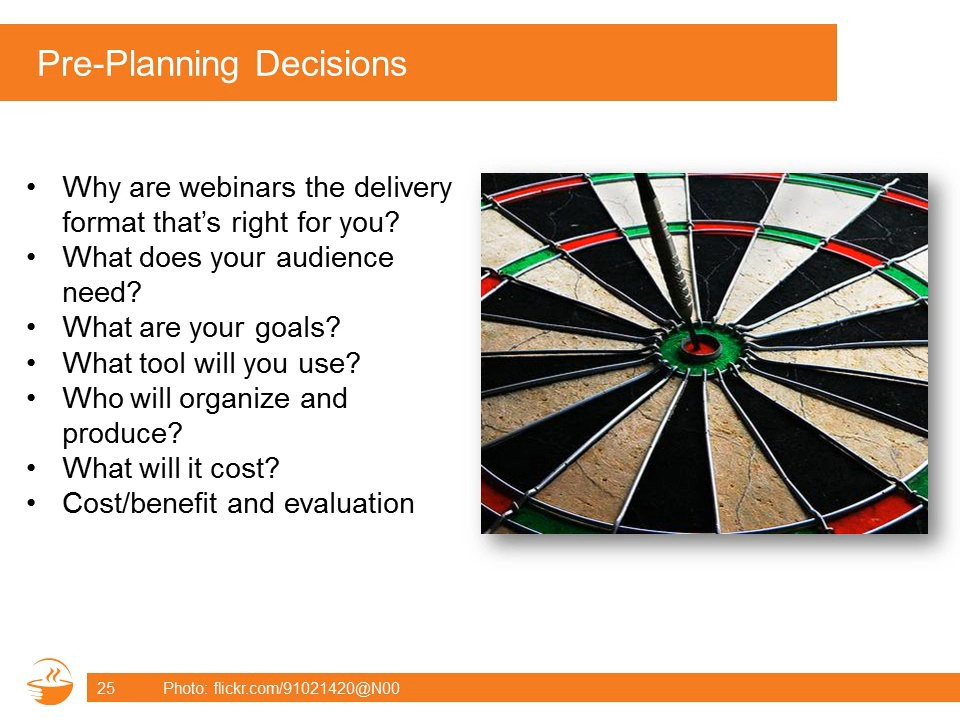 Pre-Planning Decisions
• Why are webinars the delivery
format that’s right for you?
• What does your audience
need?
• What are your goals?
• What tool will you use?
• Who will organize and
produce?
• What will it cost?
• Cost/benefit and evaluation
25 Photo: flickr.com/91021420@N00